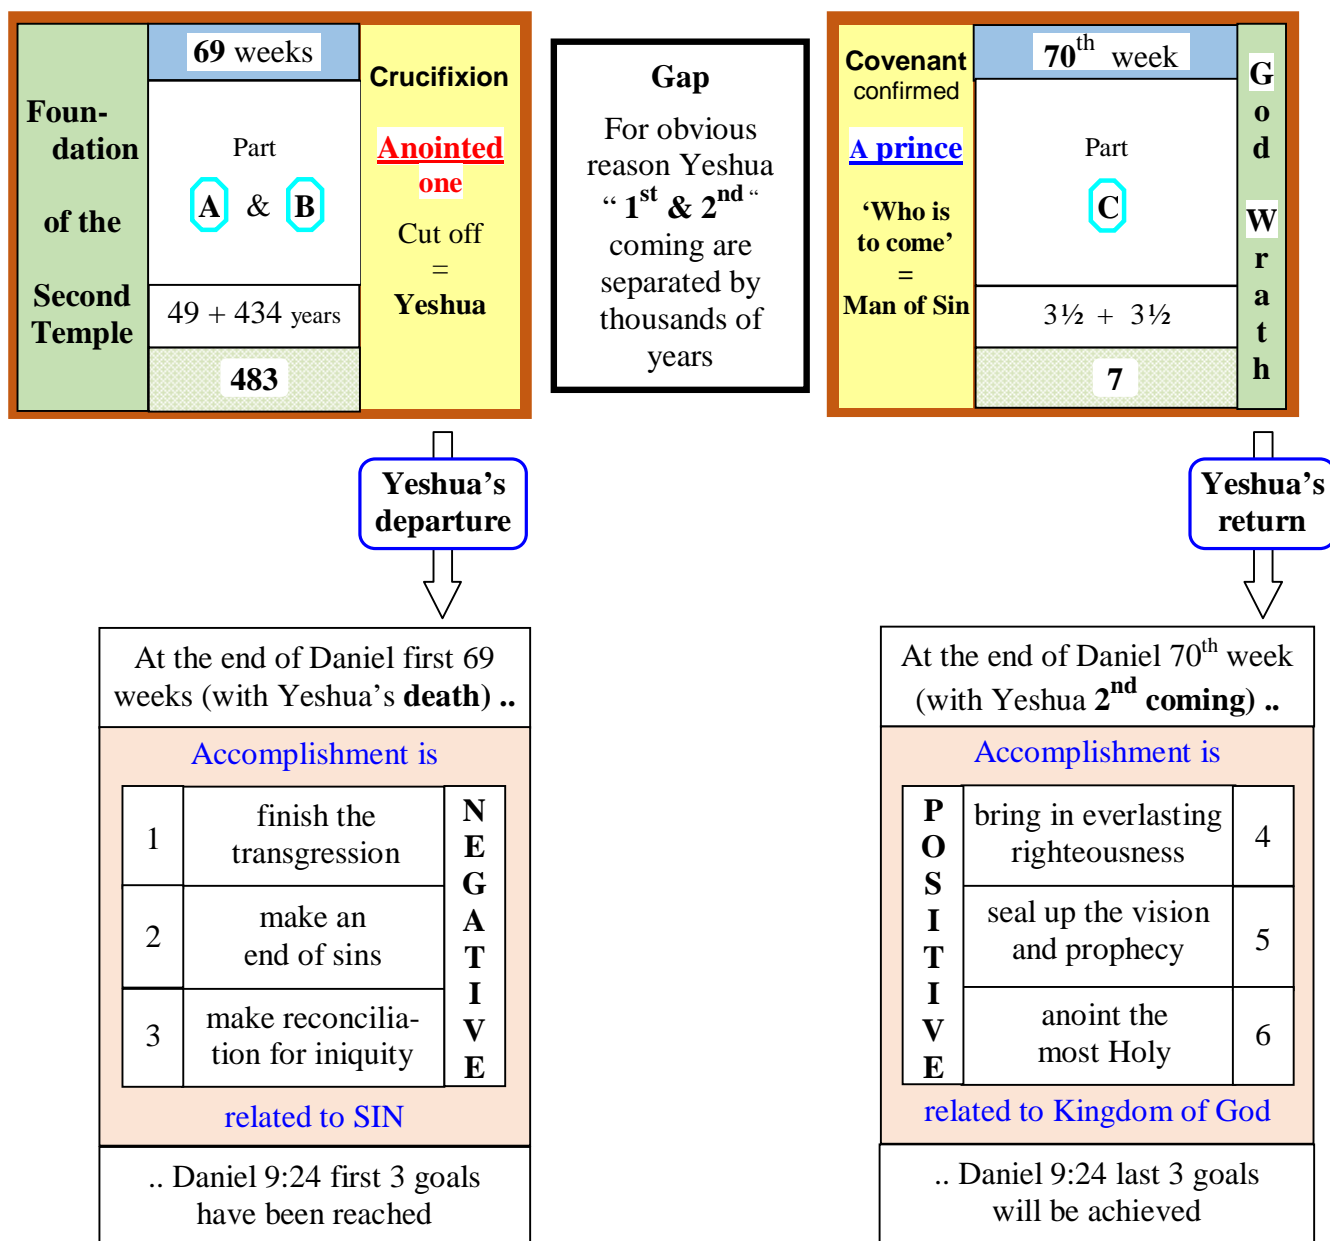 Foun-
dation
of the
Second
Temple
69 weeks
Part
A & B
49 + 434 years
483
Crucifixion
Anointed
one
Cut off
=
Yeshua
Gap
For obvious
reason Yeshua
“ 1st & 2nd “
coming are
separated by
thousands of
years
Covenant
confirmed
A prince
‘Who is
to come’
=
Man of Sin
70th week
Part
C
3½ + 3½
7
G
o
d
W
r
a
t
h
Yeshua’s
departure
Yeshua’s
return
At the end of Daniel first 69
weeks (with Yeshua’s death) ..
Accomplishment is
1
finish the
transgression
2
make an
end of sins
3
make reconcilia-
tion for iniquity
N
E
G
A
T
I
V
E
related to SIN
.. Daniel 9:24 first 3 goals
have been reached
At the end of Daniel 70th week
(with Yeshua 2nd coming) ..
Accomplishment is
P
O
S
I
T
I
V
E
bring in everlasting
righteousness
4
seal up the vision
and prophecy
5
anoint the
most Holy
6
related to Kingdom of God
.. Daniel 9:24 last 3 goals
will be achieved